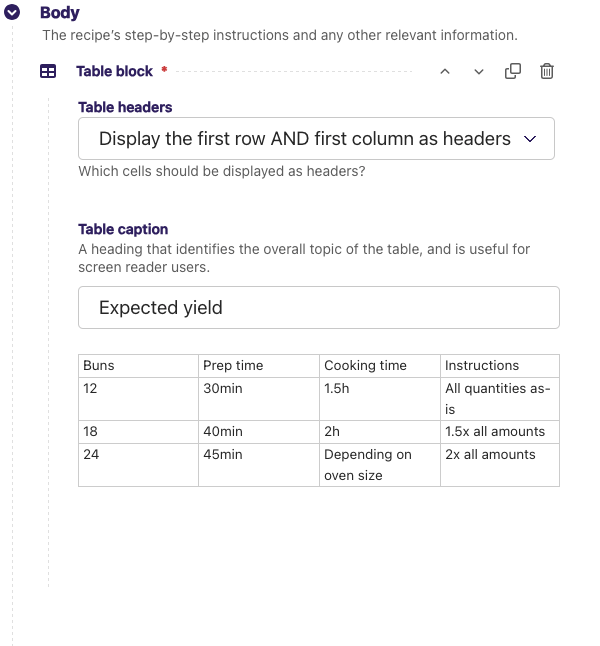 Body
The recipe’s step-by-step instructions and any other relevant information.
Table block *
Table headers
Display the first row AND first column as headers
Which cells should be displayed as headers?
Table caption
A heading that identifies the overall topic of the table, and is useful for
screen reader users.
Expected yield
Buns Prep time Cooking time Instructions
12 30min 1.5h All quantities as-
is
18 40min 2h 1.5x all amounts
24 45min Depending on 2x all amounts
oven size